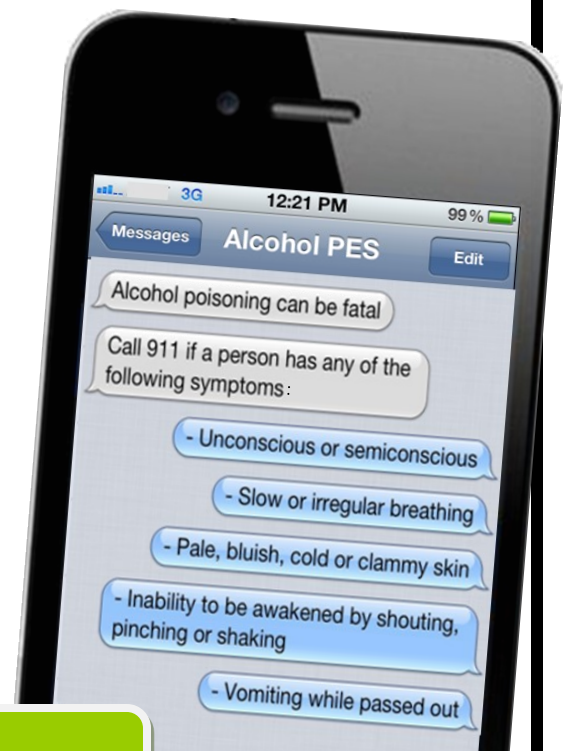 3G 12:21 PM 99%
Messages Alcohol PES Edit
Alcohol poisoning can be fatal
Call 911 if a person has any of the
following symptoms:
- Unconscious or semiconscious
- Slow or irregular breathing
- Pale, bluish, cold or clammy skin
- Inability to be awakened by shouting,
pinching or shaking
- Vomiting while passed out